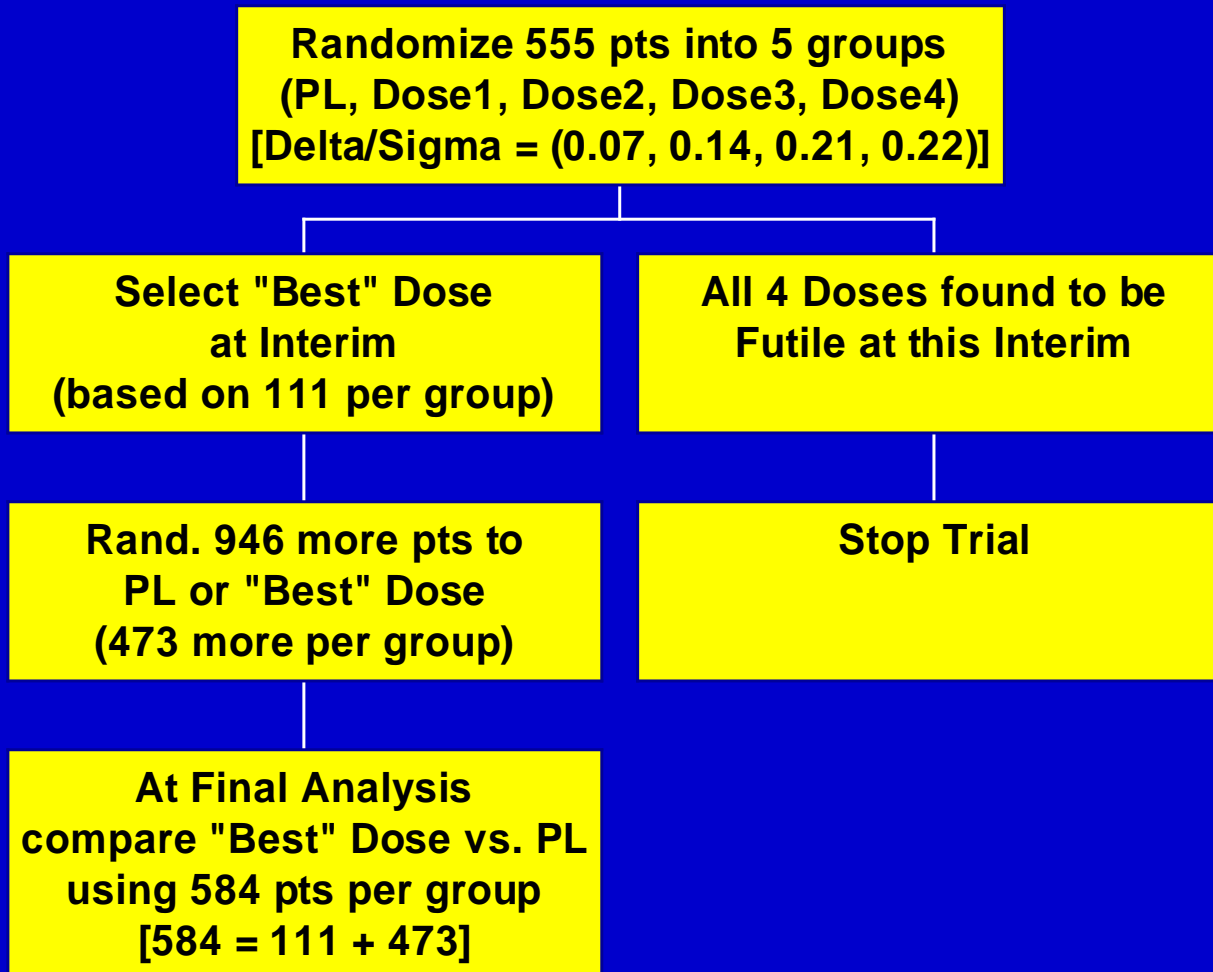 Randomize 555 pts into 5 groups
(PL, Dose1, Dose2, Dose3, Dose4)
[Delta/Sigma = (0.07, 0.14, 0.21, 0.22)]
Select "Best" Dose
at Interim
(based on 111 per group)
All 4 Doses found to be
Futile at this Interim
Rand. 946 more pts to
PL or "Best" Dose
(473 more per group)
Stop Trial
At Final Analysis
compare "Best" Dose vs. PL
using 584 pts per group
[584 = 111 + 473]